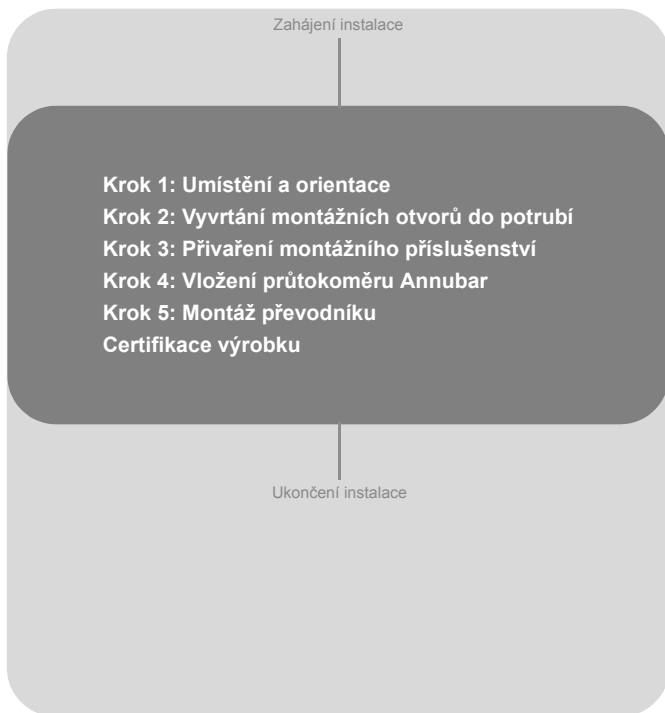 Zahájení instalace
Krok 1: Umístění a orientace
Krok 2: Vyvrtání montážních otvorů do potrubí
Krok 3: Přivaření montážního příslušenství
Krok 4: Vložení průtokoměru Annubar
Krok 5: Montáž převodníku
Certifikace výrobku
Ukončení instalace